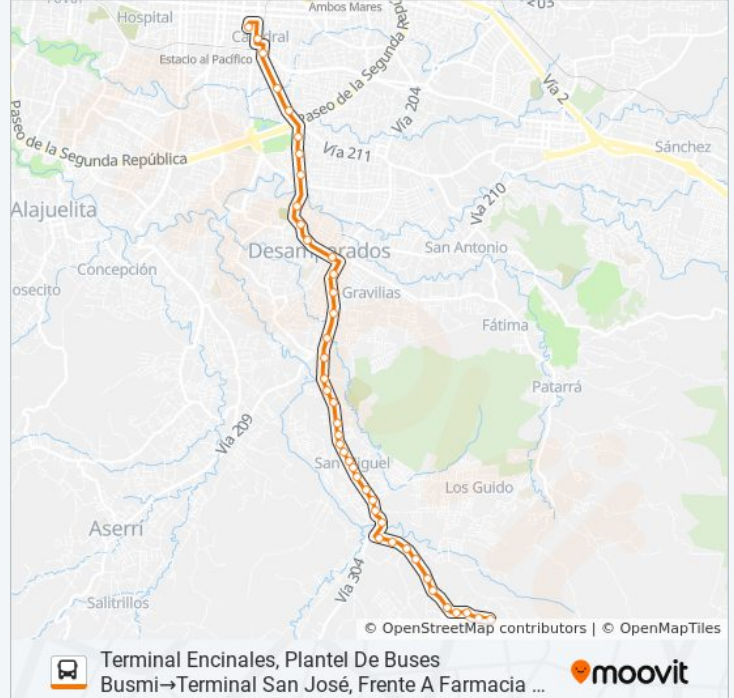 Ambos Mares
Hospital
Catedral
Estacio al Pacífico
Paseo de la Segunda Repú
Vía 2
Vía 204
Paseo de la Segunda República
Vía 211
Sánchez
Vía 210
Alajuelita
Desamparados
San Antonio
Concepción
osecito
Gravilias
Fátima
Patarrá
Vía 209
San Miguel
Los Guido
Aserrí
Vía 304
Salitrillos
© OpenStreetMap contributors | © OpenMapTiles
Terminal Encinales, Plantel De Buses
Busmi→Terminal San José, Frente A Farmacia ...
moovit